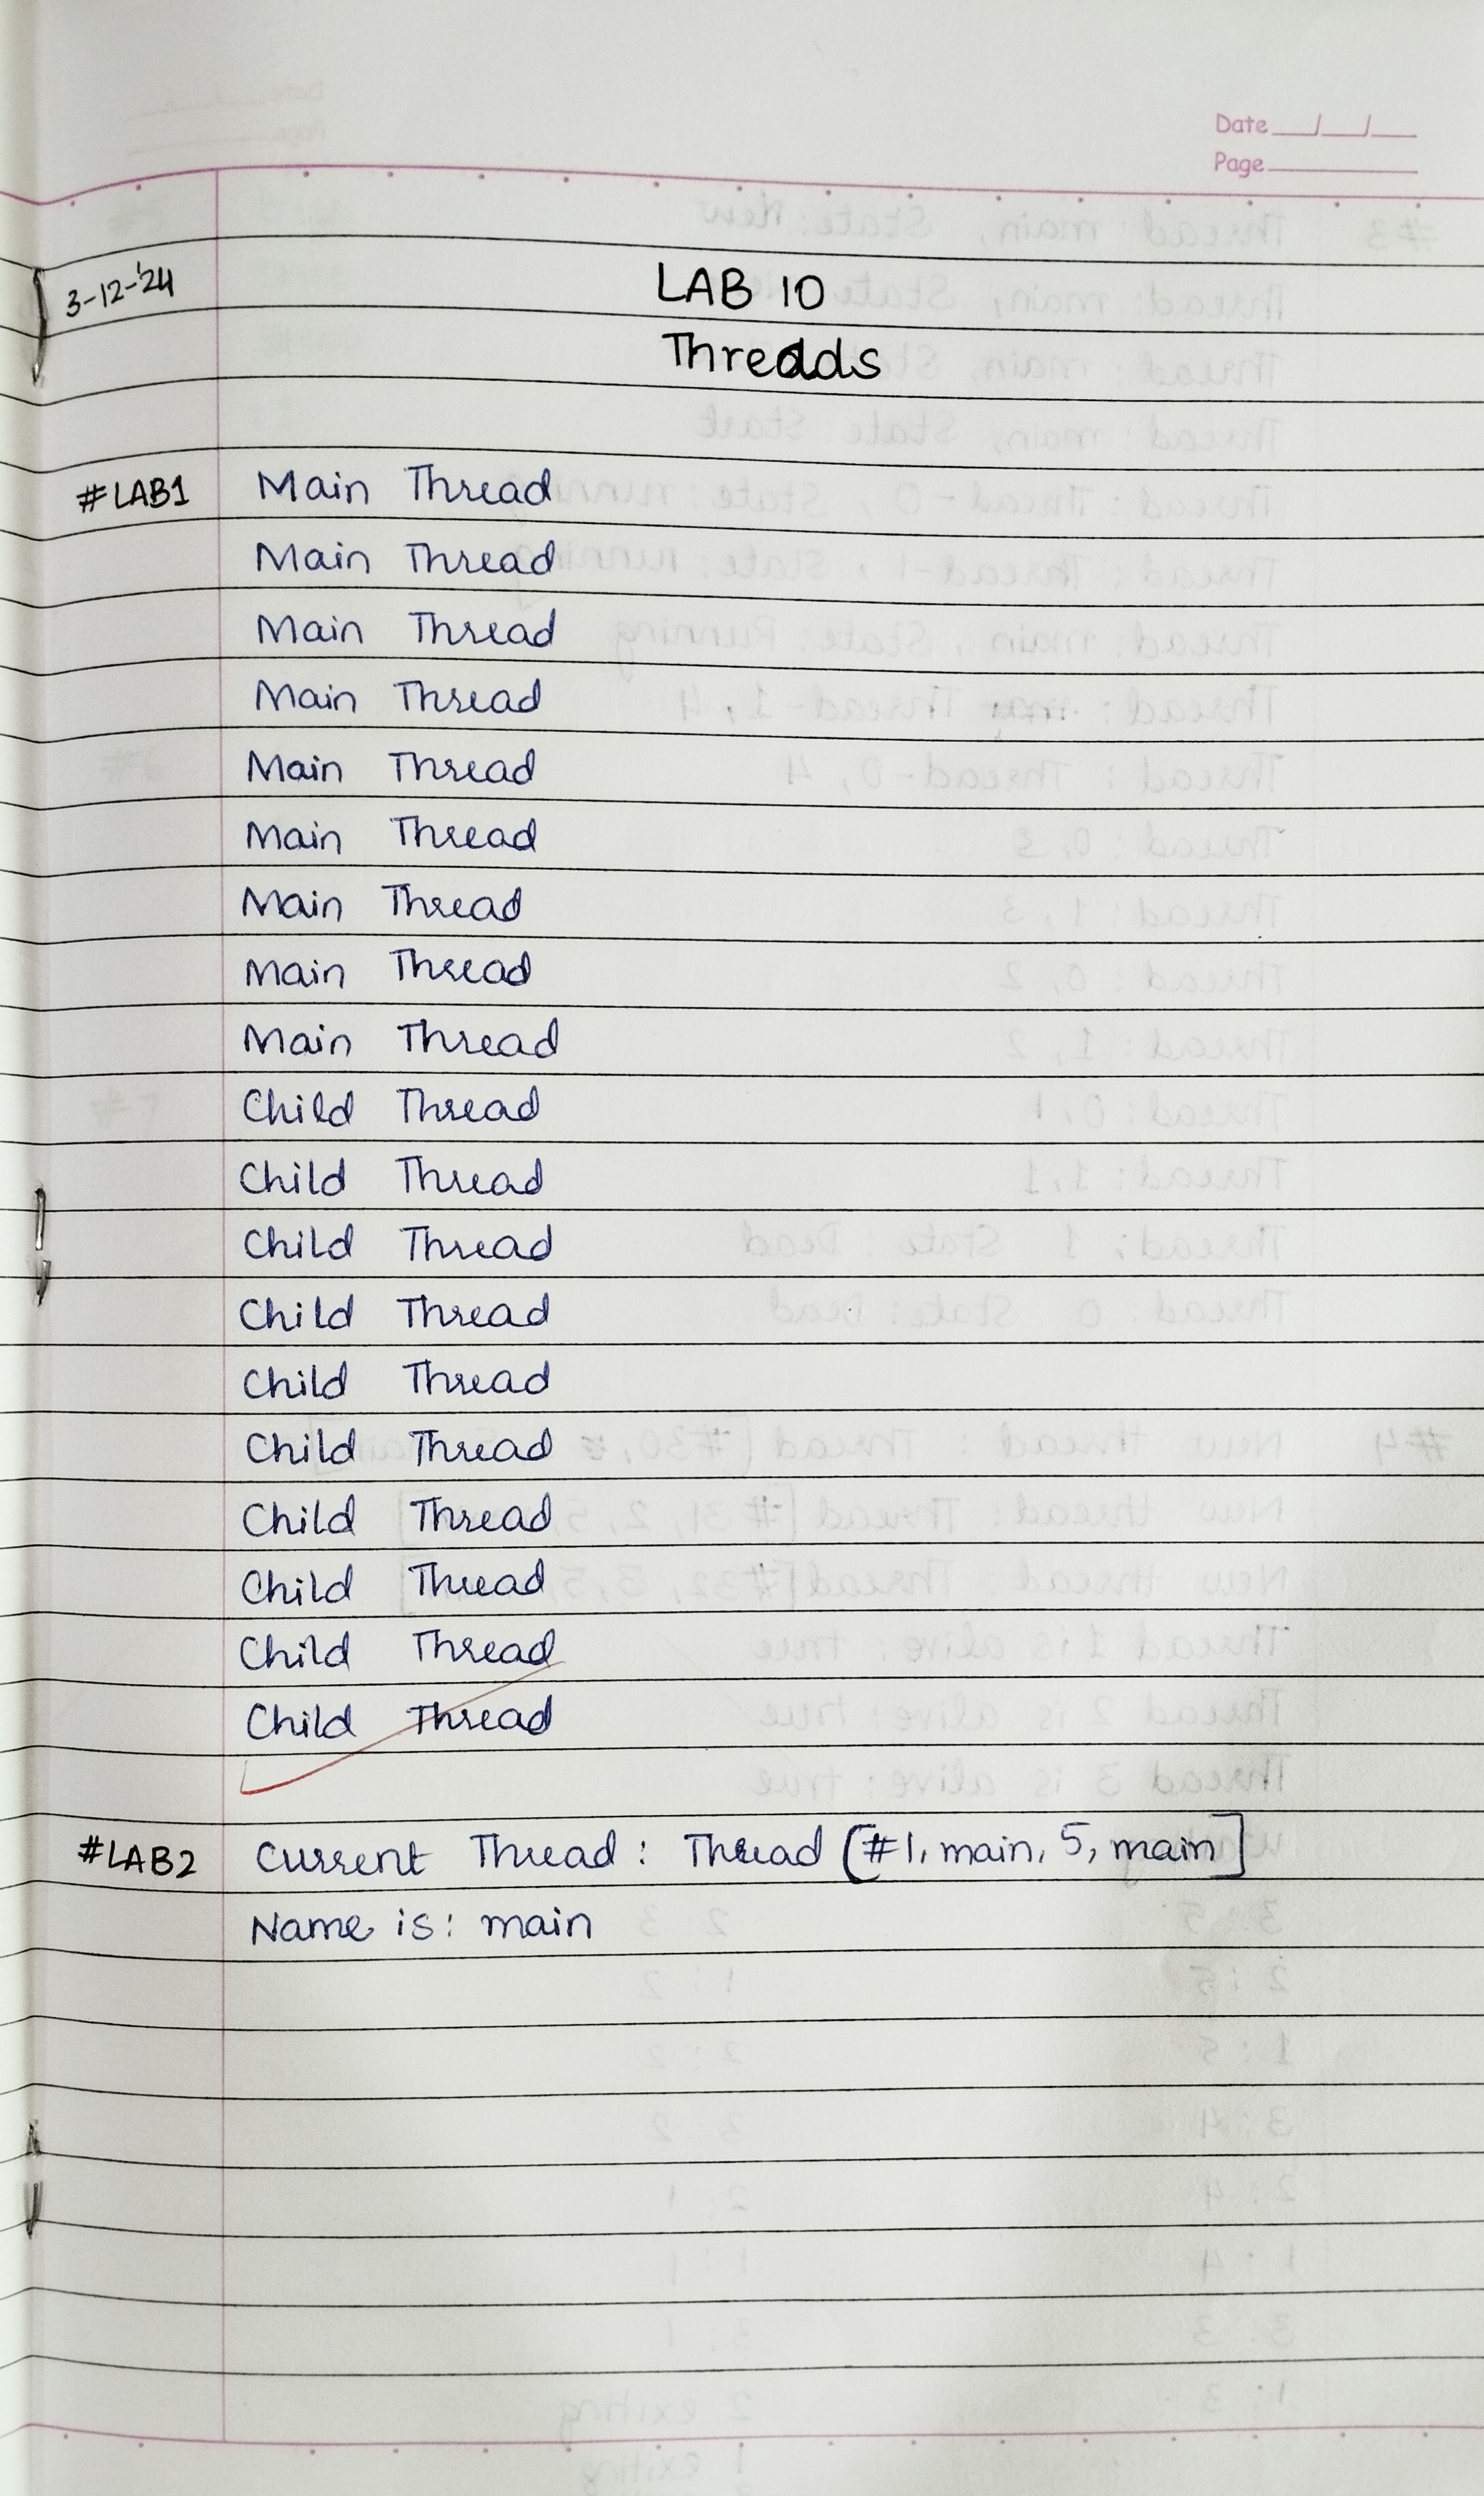 Date
Page
3-12-'24
LAB 10
Threads
#LAB1 Main Thread
Main Thread
Main Thread
Main Thread
Main Thread
Main Thread
Main Thread
Main Thread
Main Thread
Child Thread
Child Thread
Child Thread
Child Thread
Child Thread
Child Thread
Child Thread
Child Thread
Child Thread
Child Thread
#LAB2 Current Thread : Thread [#1, main, 5, main]
Name is : main